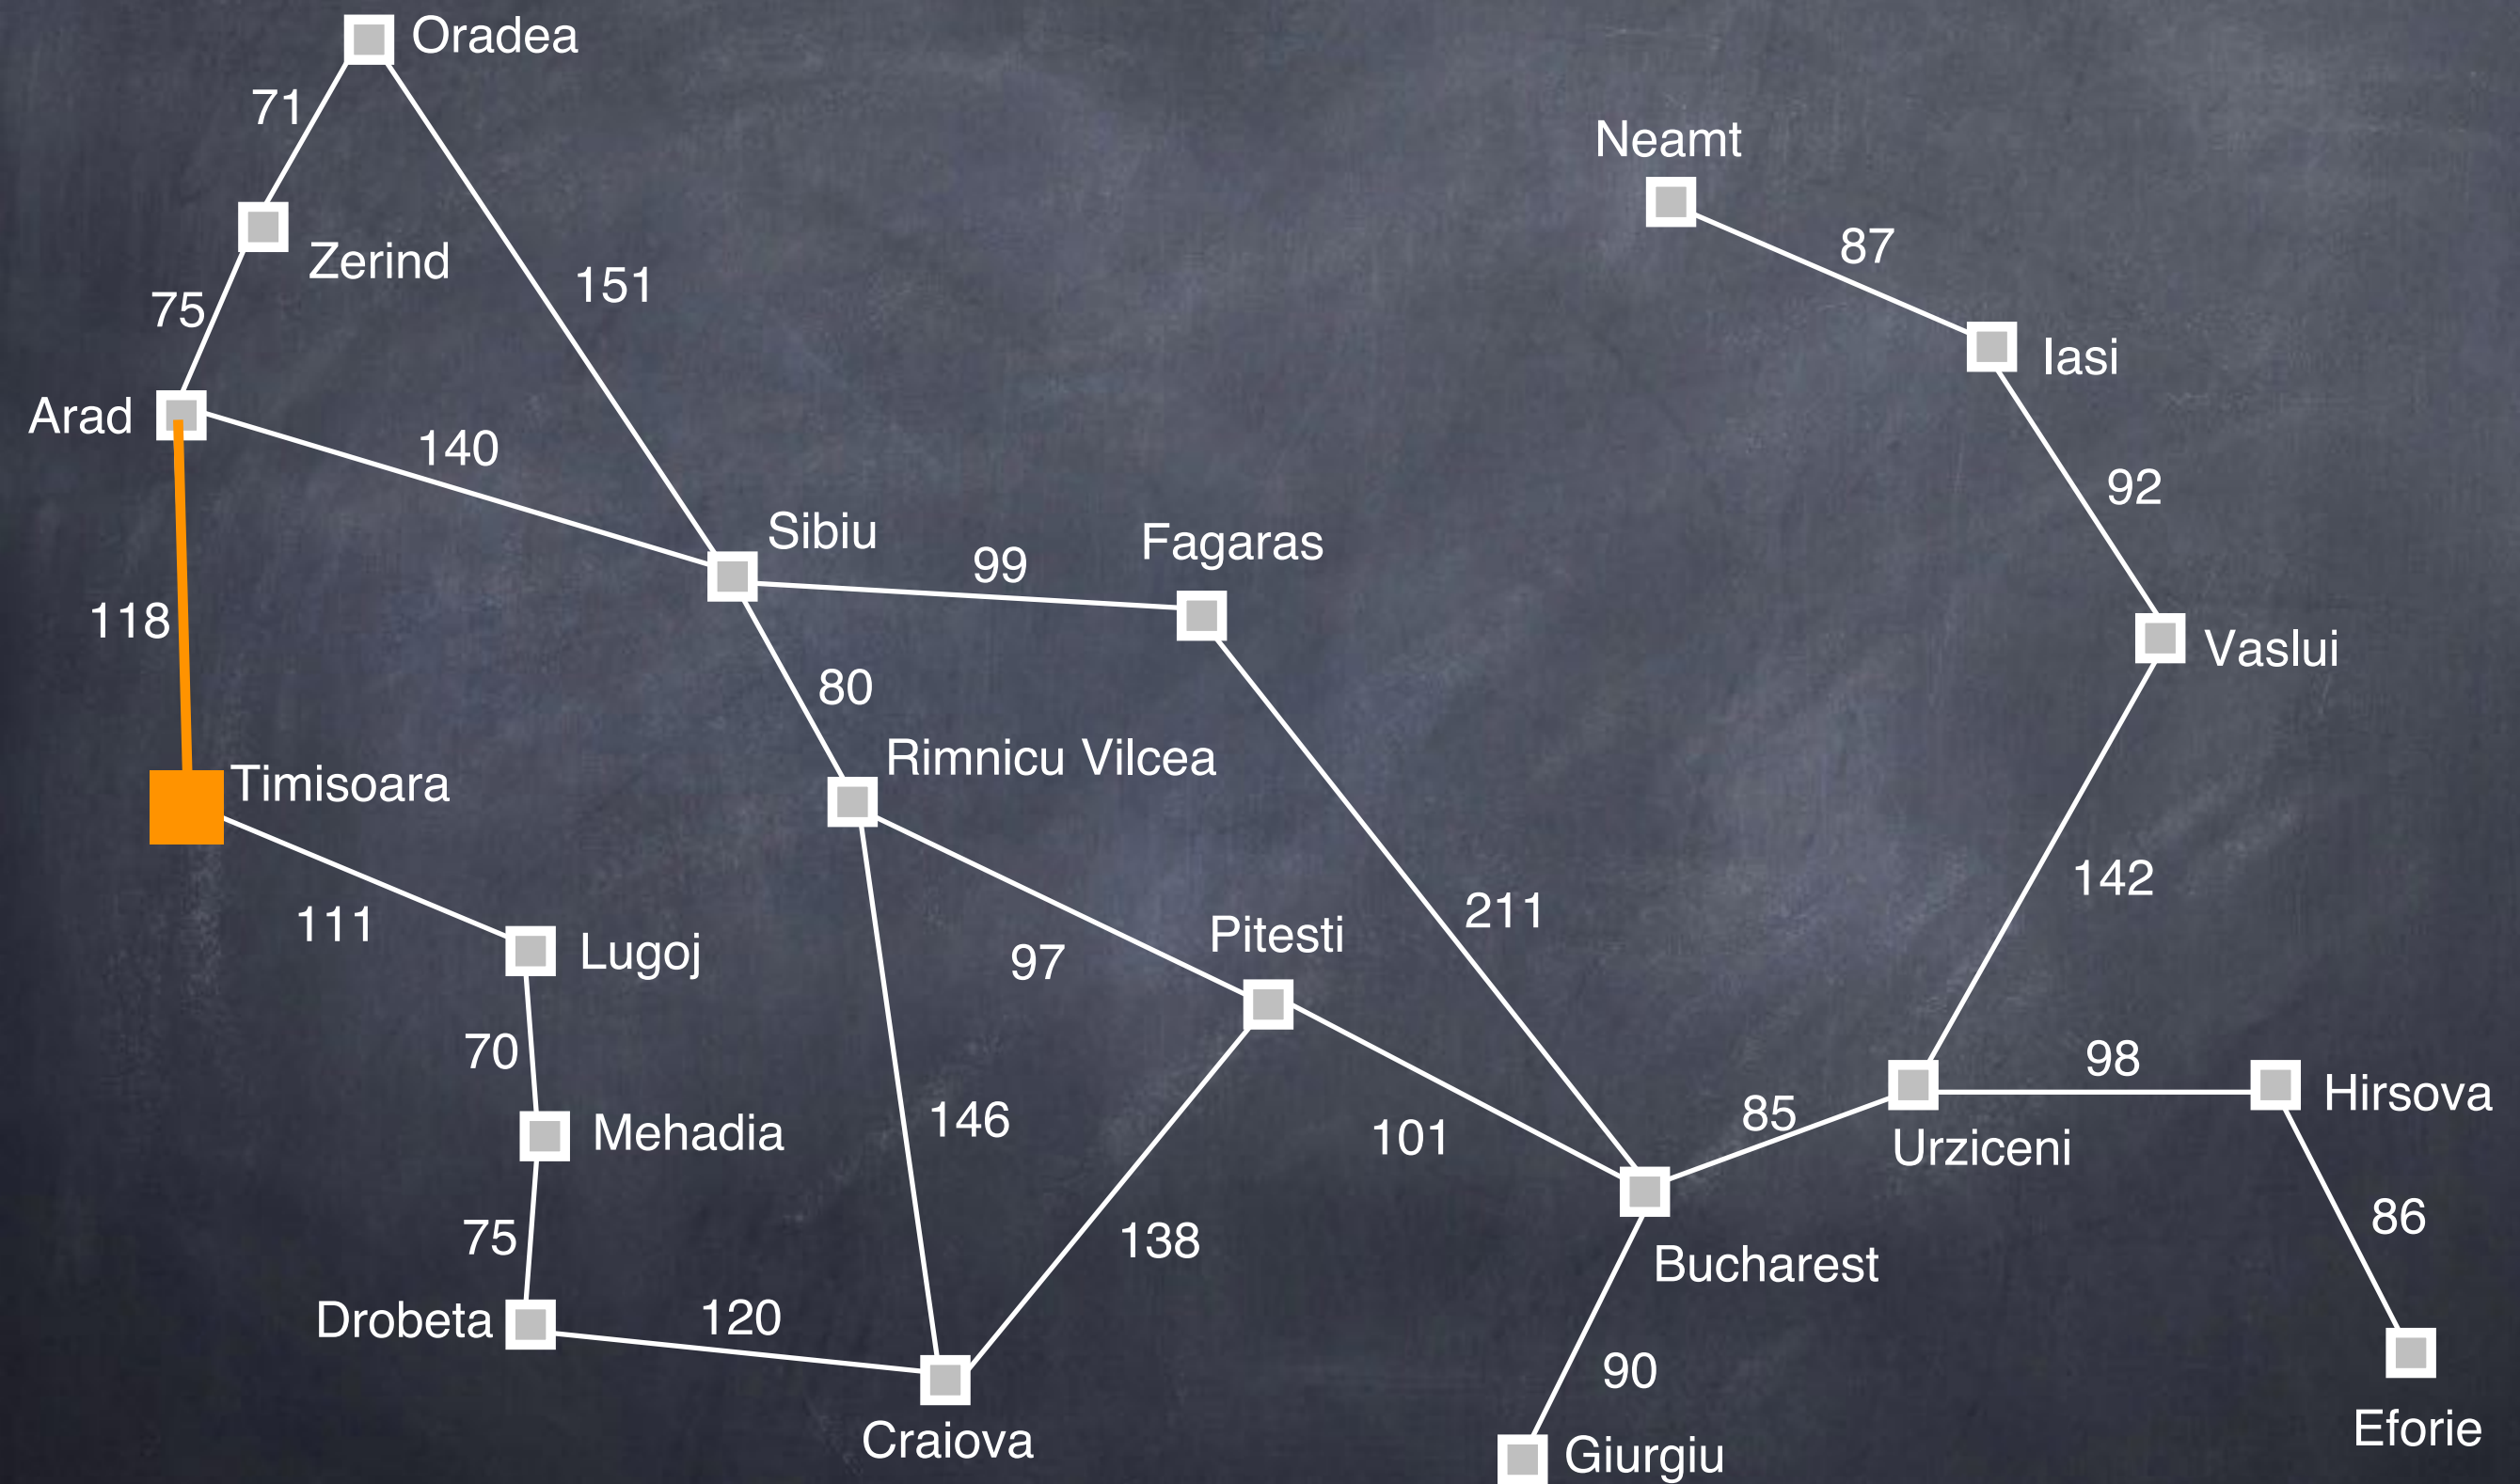 Oradea
71
Neamt
87
Zerind
151
75
Iasi
Arad
140
92
Sibiu
Fagaras
99
118
Vaslui
80
Rimnicu Vilcea
Timisoara
142
211
111
Pitesti
Lugoj
97
70
98
Hirsova
85
146
Mehadia
101
Urziceni
86
75
138
Bucharest
Drobeta
120
90
Craiova
Eforie
Giurgiu